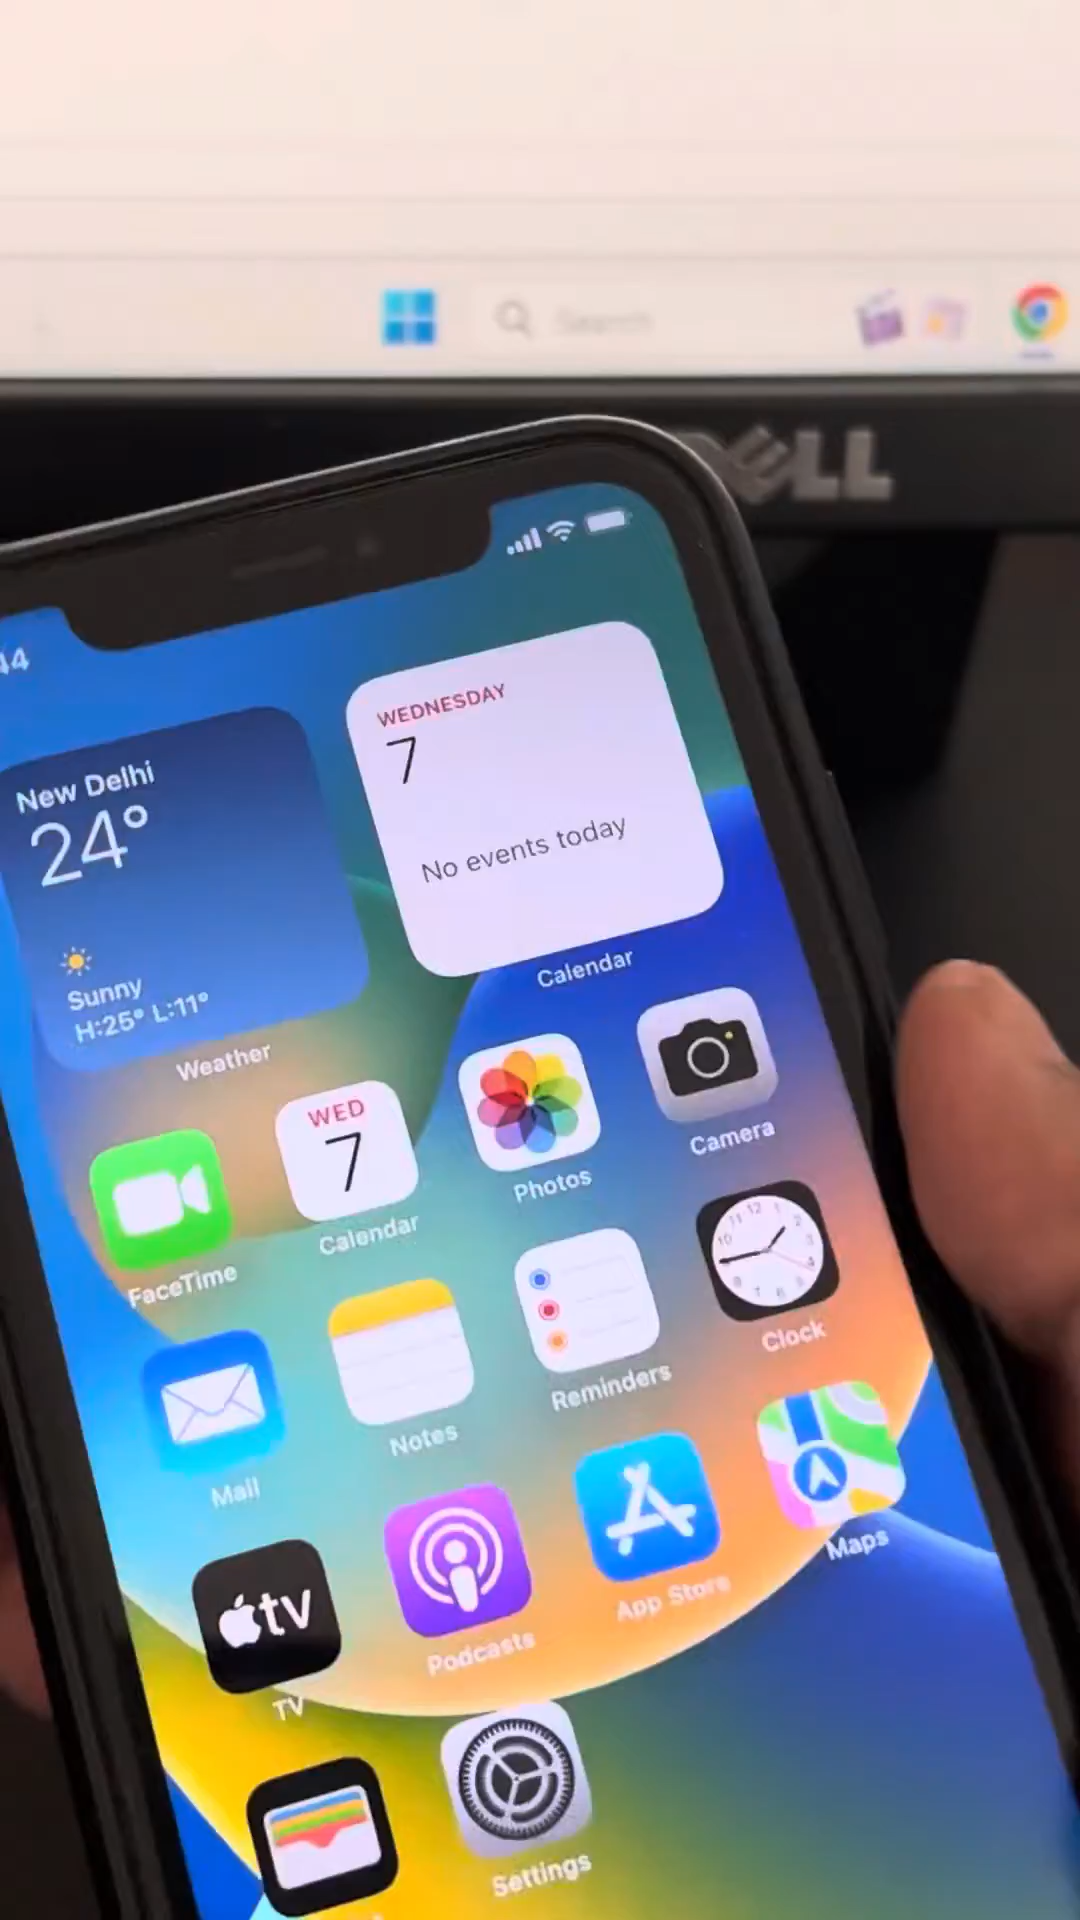 Search
DELL
44
WEDNESDAY
7
No events today
Calendar
New Delhi
24°
Sunny
H:25° L:11°
Weather
FaceTime
WED
7
Calendar
Photos
Camera
Mail
Notes
Reminders
Clock
tv
TV
Podcasts
App Store
Maps
Settings